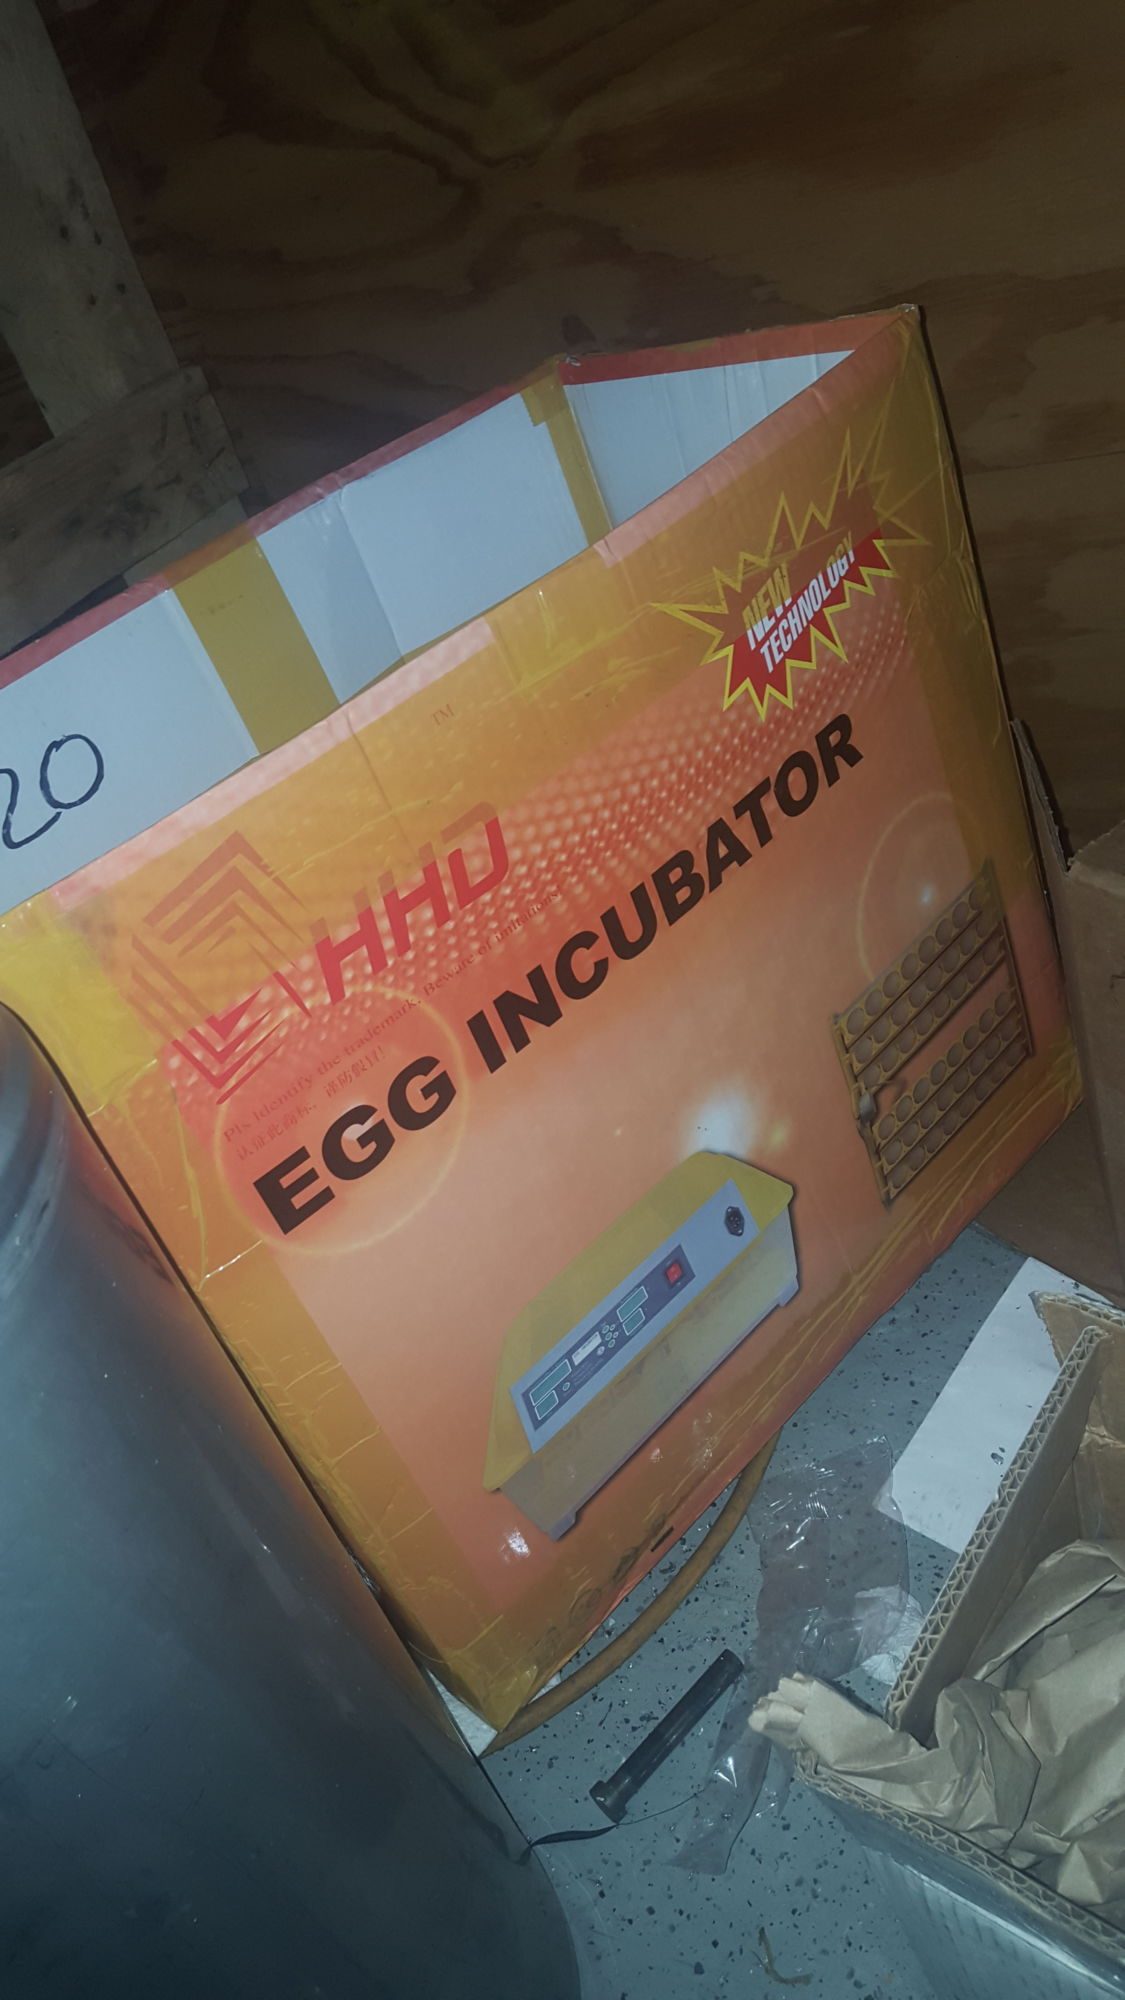 20
NEW
TECHNOLOGY
TM
HHD
Pls identify the trademark. Beware of imitations!
认证此商标，谨防假冒!
EGG INCUBATOR